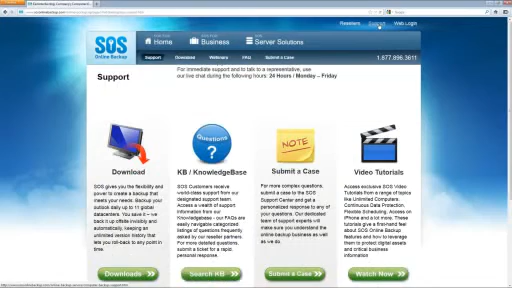 Resellers Support Web Login
SOS
Online Backup
Home
Business
Server Solutions
Support Download Webinars FAQ Submit a Case
1.877.896.3611
Support
For immediate support and to talk to a representative, use
our live chat during the following hours: 24 Hours / Monday – Friday
Questions
?
NOTE
Download
KB / KnowledgeBase
Submit a Case
Video Tutorials
SOS gives you the flexibility and
power to create a backup that
meets your needs. Backup your
data up to 11 global
datacenters. You save it – we
back it up offsite invisibly and
automatically, keeping an
unlimited version history that
lets you roll-back to any point in
time.
SOS Customers receive
world-class support from our
designated support team.
Access a wealth of support
information from our
Knowledgebase - our FAQs are
easily navigable categorized
listings of questions frequently
asked by our reseller partners.
For more detailed questions,
submit a ticket for a rapid
personal response.
For more complex questions,
submit a case to the SOS
Support Center and get a
personalized response to any of
your questions. Our dedicated
team of support experts will
make sure you understand the
online backup business as well
as we do.
Access exclusive SOS Video
Tutorials from a range of topics
like Unlimited Computers,
Continuous Data Protection,
Flexible Scheduling, Access on
iPhone and a lot more. These
tutorials give a first-hand feel
about SOS Online Backup
features and how to leverage
them to protect digital assets
and critical business
information
Downloads >>
Search KB >>
Submit a Case >>
Watch Now >>